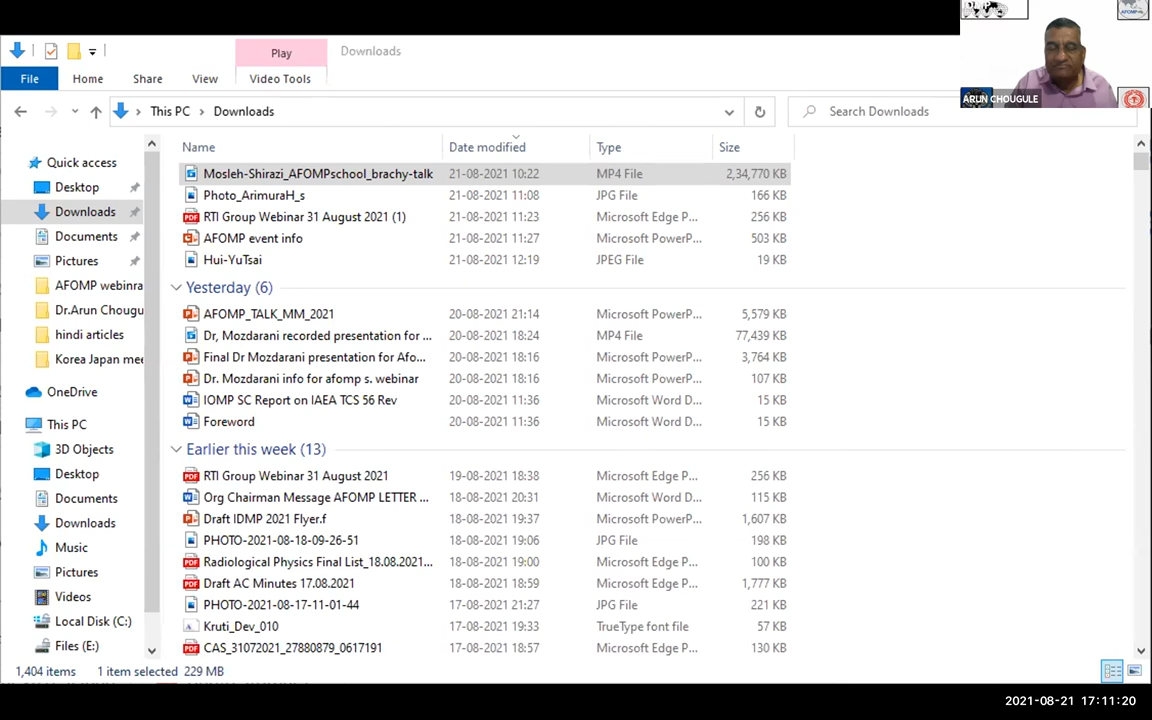 Play Downloads
File Home Share View Video Tools
This PC Downloads Search Downloads
ARUN CHOUGULE
AFOMP
Name Date modified Type Size
Quick access
Desktop
Downloads
Documents
Pictures
AFOMP webinra
Dr.Arun Chougu
hindi articles
Korea Japan mee
OneDrive
This PC
3D Objects
Desktop
Documents
Downloads
Music
Pictures
Videos
Local Disk (C:)
Files (E:)
Mosleh-Shirazi_AFOMPschool_brachy-talk 21-08-2021 10:22 MP4 File 2,34,770 KB
Photo_ArimuraH_s 21-08-2021 11:08 JPG File 166 KB
RTI Group Webinar 31 August 2021 (1) 21-08-2021 11:23 Microsoft Edge P... 256 KB
AFOMP event info 21-08-2021 11:27 Microsoft PowerP... 503 KB
Hui-YuTsai 21-08-2021 12:19 JPEG File 19 KB
Yesterday (6)
AFOMP_TALK_MM_2021 20-08-2021 21:14 Microsoft PowerP... 5,579 KB
Dr, Mozdarani recorded presentation for ... 20-08-2021 18:24 MP4 File 77,439 KB
Final Dr Mozdarani presentation for Afo... 20-08-2021 18:16 Microsoft PowerP... 3,764 KB
Dr. Mozdarani info for afomp s. webinar 20-08-2021 18:16 Microsoft PowerP... 107 KB
IOMP SC Report on IAEA TCS 56 Rev 20-08-2021 11:36 Microsoft Word D... 15 KB
Foreword 20-08-2021 11:36 Microsoft Word D... 15 KB
Earlier this week (13)
RTI Group Webinar 31 August 2021 19-08-2021 18:38 Microsoft Edge P... 256 KB
Org Chairman Message AFOMP LETTER ... 18-08-2021 20:31 Microsoft Word D... 115 KB
Draft IDMP 2021 Flyer.f 18-08-2021 19:37 Microsoft PowerP... 1,607 KB
PHOTO-2021-08-18-09-26-51 18-08-2021 19:06 JPG File 198 KB
Radiological Physics Final List_18.08.2021... 18-08-2021 19:00 Microsoft Edge P... 100 KB
Draft AC Minutes 17.08.2021 18-08-2021 18:59 Microsoft Edge P... 1,777 KB
PHOTO-2021-08-17-11-01-44 17-08-2021 21:27 JPG File 221 KB
Kruti_Dev_010 17-08-2021 19:33 TrueType font file 57 KB
CAS_31072021_27880879_0617191 17-08-2021 18:57 Microsoft Edge P... 130 KB
1,404 items 1 item selected 229 MB
2021-08-21 17:11:20